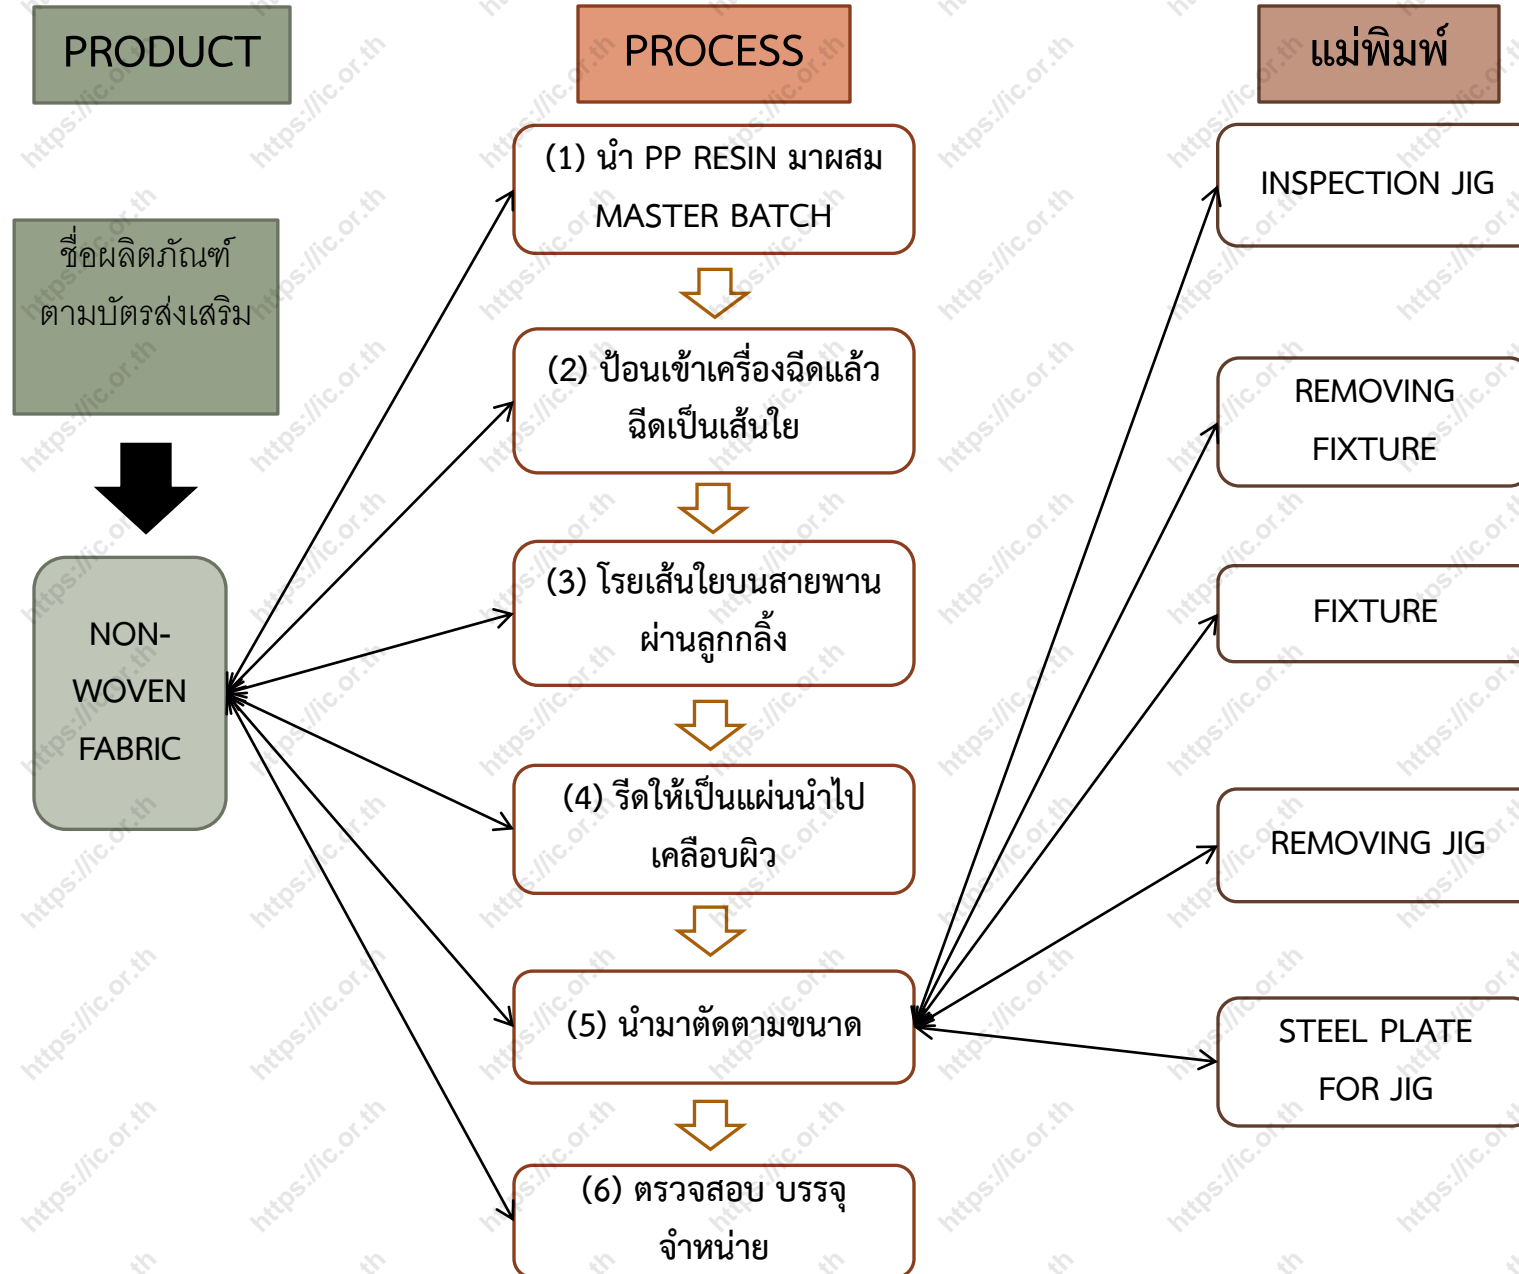 PRODUCT
PROCESS
แม่พิมพ์
ชื่อผลิตภัณฑ์
ตามบัตรส่งเสริม
NON-
WOVEN
FABRIC
(1) นำ PP RESIN มาผสม
MASTER BATCH
(2) ป้อนเข้าเครื่องฉีดแล้ว
ฉีดเป็นเส้นใย
(3) โรยเส้นใยบนสายพาน
ผ่านลูกกลิ้ง
(4) รีดให้เป็นแผ่นนำไป
เคลือบผิว
(5) นำมาตัดตามขนาด
(6) ตรวจสอบ บรรจุ
จำหน่าย
INSPECTION JIG
REMOVING
FIXTURE
FIXTURE
REMOVING JIG
STEEL PLATE
FOR JIG
https://ic.or.th